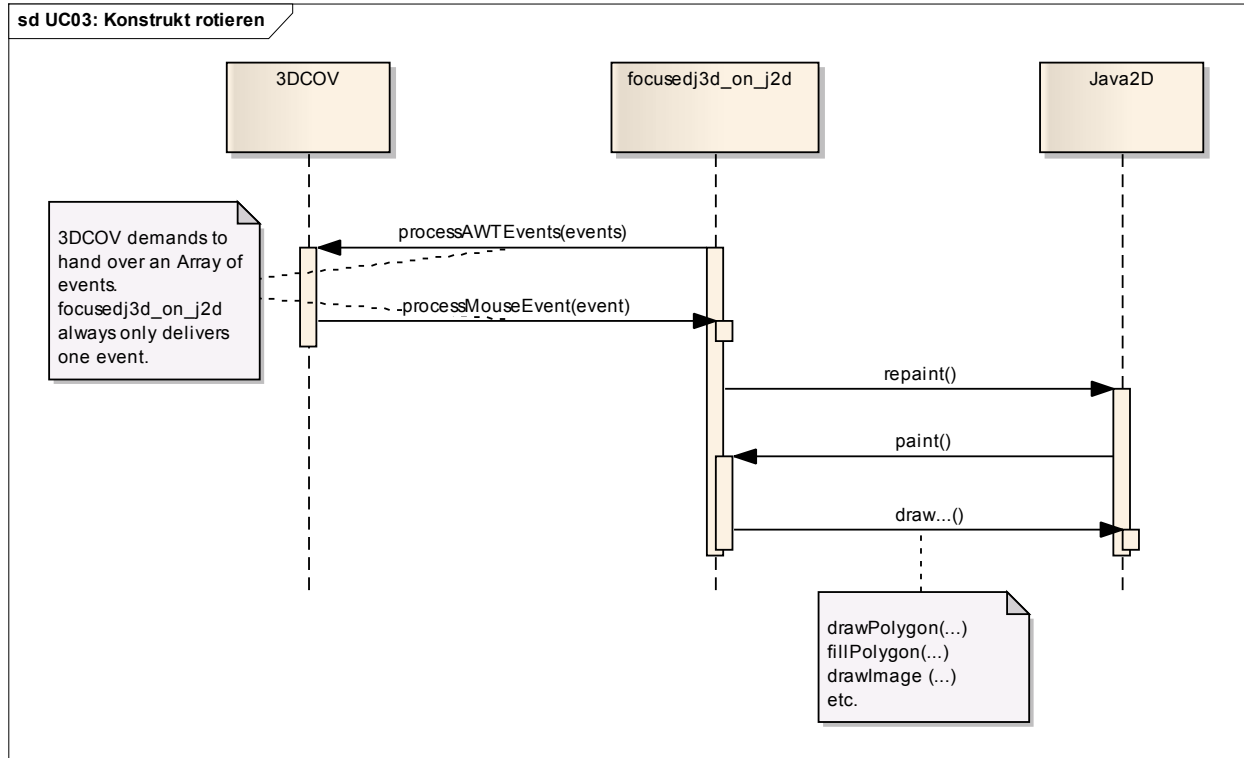 sd UC03: Konstrukt rotieren
3DCOV
focusedj3d_on_j2d
Java2D
3DCOV demands to
hand over an Array of
events.
focusedj3d_on_j2d
always only delivers
one event.
processAWTEvents(events)
processMouseEvent(event)
repaint()
paint()
draw...()
drawPolygon(...)
fillPolygon(...)
drawImage (...)
etc.